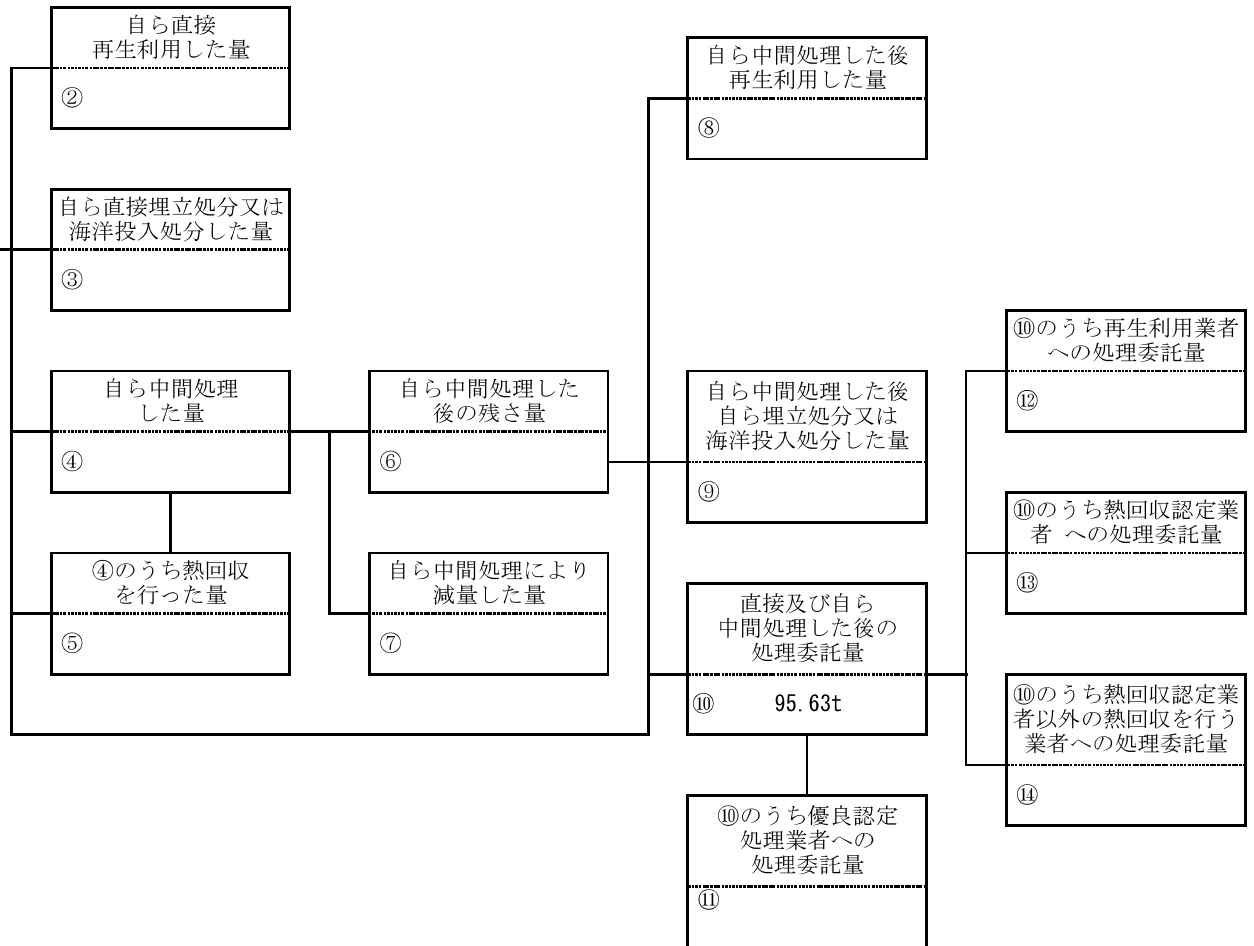 自ら直接
再生利用した量
②
自ら直接埋立処分又は
海洋投入処分した量
③
自ら中間処理
した量
④
④のうち熱回収
を行った量
⑤
自ら中間処理した
後の残さ量
⑥
自ら中間処理により
減量した量
⑦
自ら中間処理した後
再生利用した量
⑧
自ら中間処理した後
自ら埋立処分又は
海洋投入処分した量
⑨
直接及び自ら
中間処理した後の
処理委託量
⑩ 95.63t
⑩のうち優良認定
処理業者への
処理委託量
⑪
⑩のうち再生利用業者
への処理委託量
⑫
⑩のうち熱回収認定業
者 への処理委託量
⑬
⑩のうち熱回収認定業
者以外の熱回収を行う
業者への処理委託量
⑭